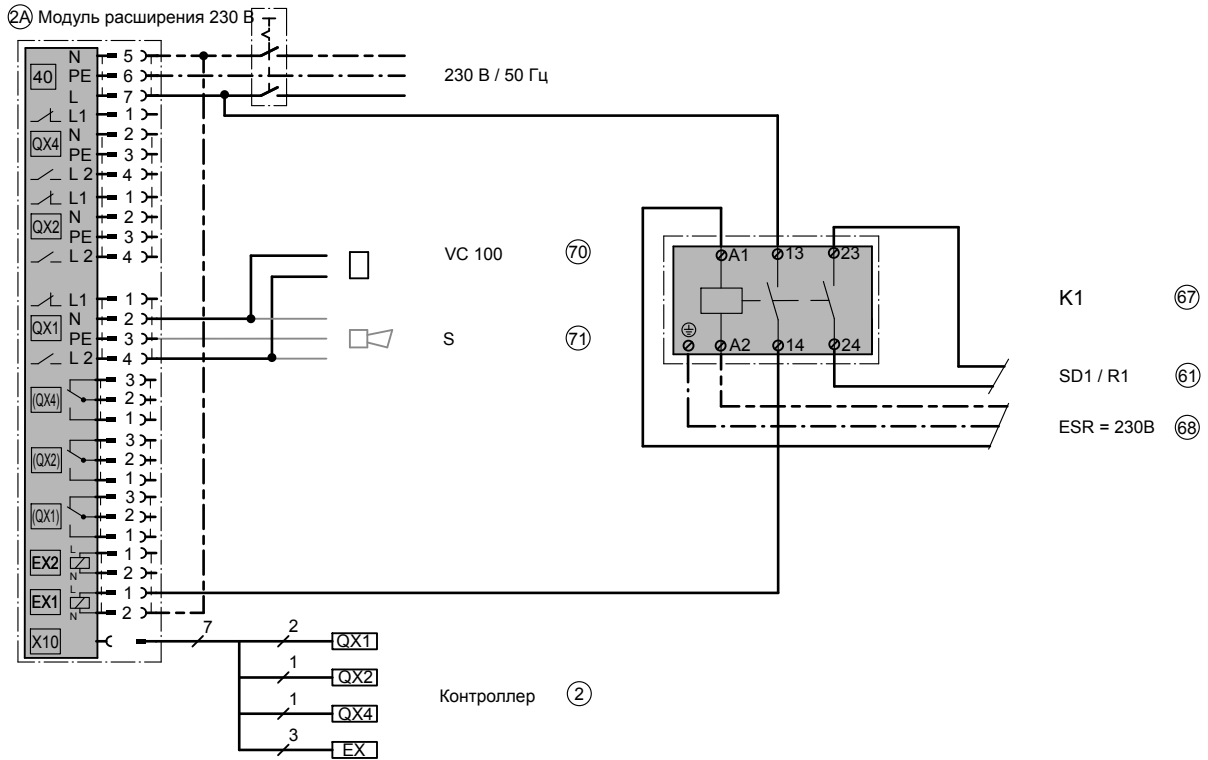 2A Модуль расширения 230 В
N 5
40 PE 6
L 7
230 В / 50 Гц
L1 1
QX4 N 2
PE 3
L 2 4
L1 1
QX2 N 2
PE 3
L 2 4
VC 100 70
L1 1
QX1 N 2
PE 3
L 2 4
S 71
A1 13 23
A2 14 24
K1 67
SD1 / R1 61
ESR = 230В 68
3
(QX4) 2
1
3
(QX2) 2
1
3
(QX1) 2
1
EX2 L 1
N 2
EX1 L 1
N 2
X10 7 2 QX1
1 QX2
Контроллер 2
1 QX4
3 EX